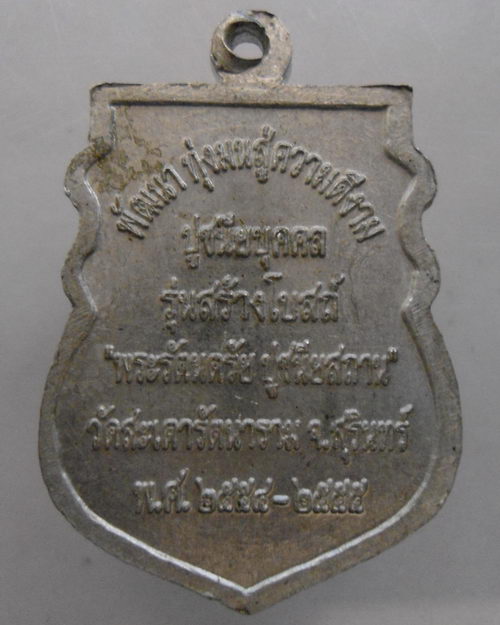 พัฒนา ทุ่งมนสู่ความดีงาม
ปูชนียบุคคล
รุ่นสร้างโบสถ์
"พระรัตนตรัย ปูชนียสถาน"
วัดสะเดารัตนาราม จ.สุรินทร์
พ.ศ. ๒๕๕๔-๒๕๕๕